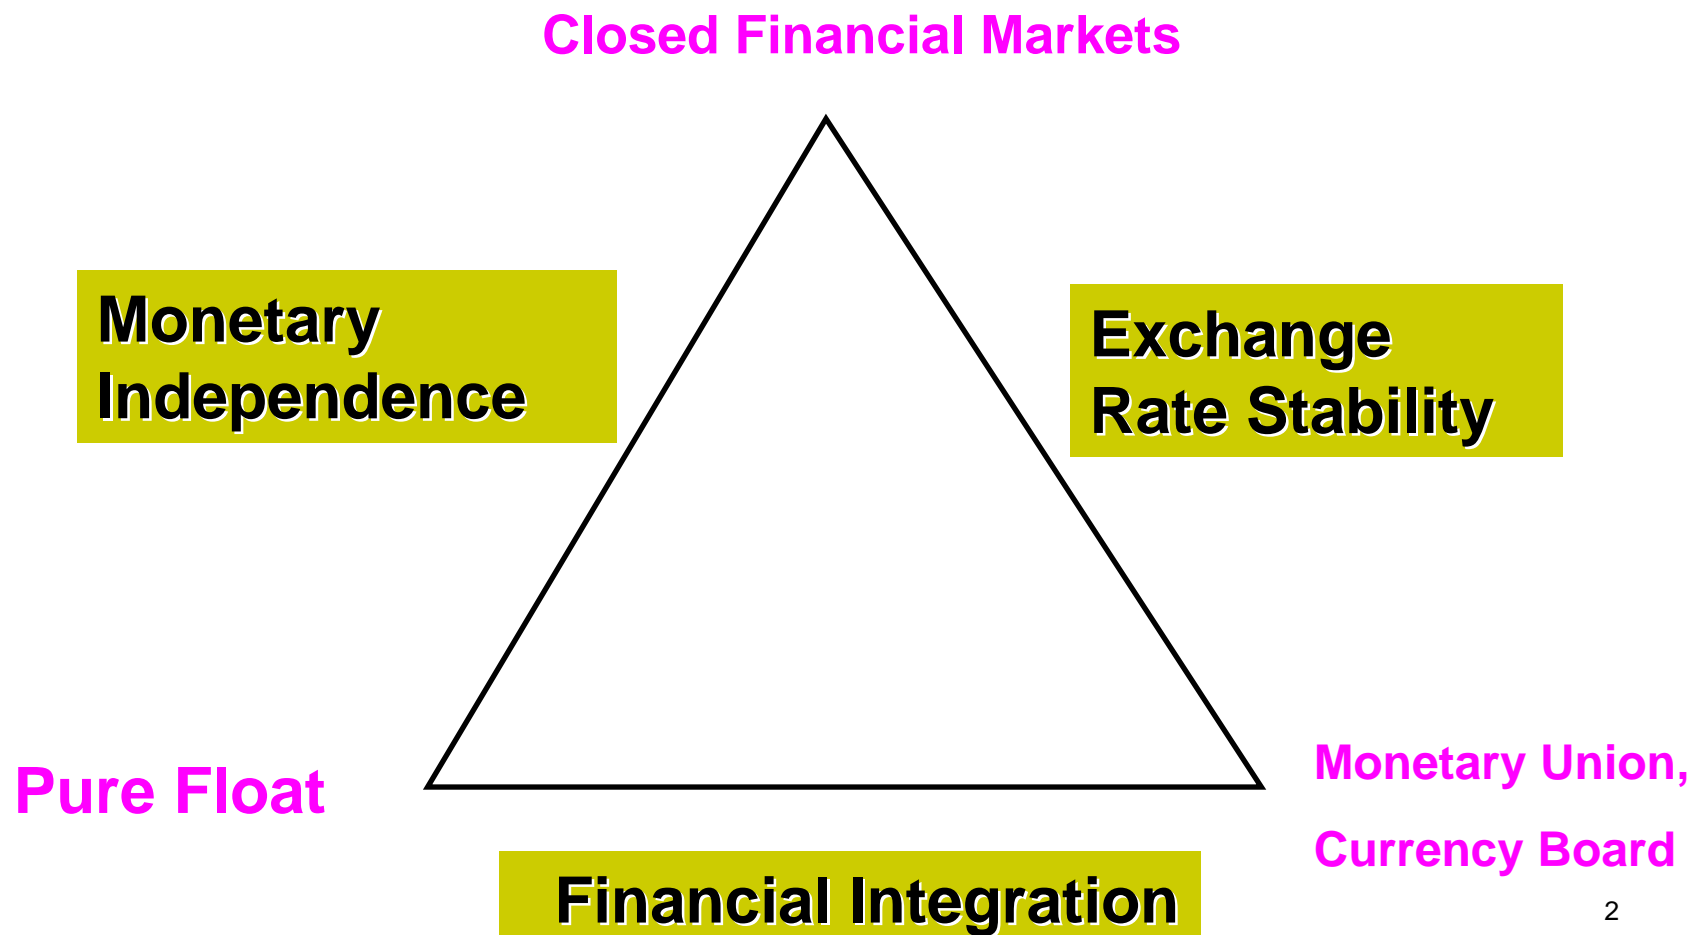 Closed Financial Markets
Monetary
Independence
Exchange
Rate Stability
Pure Float
Monetary Union,
Currency Board
Financial Integration
2